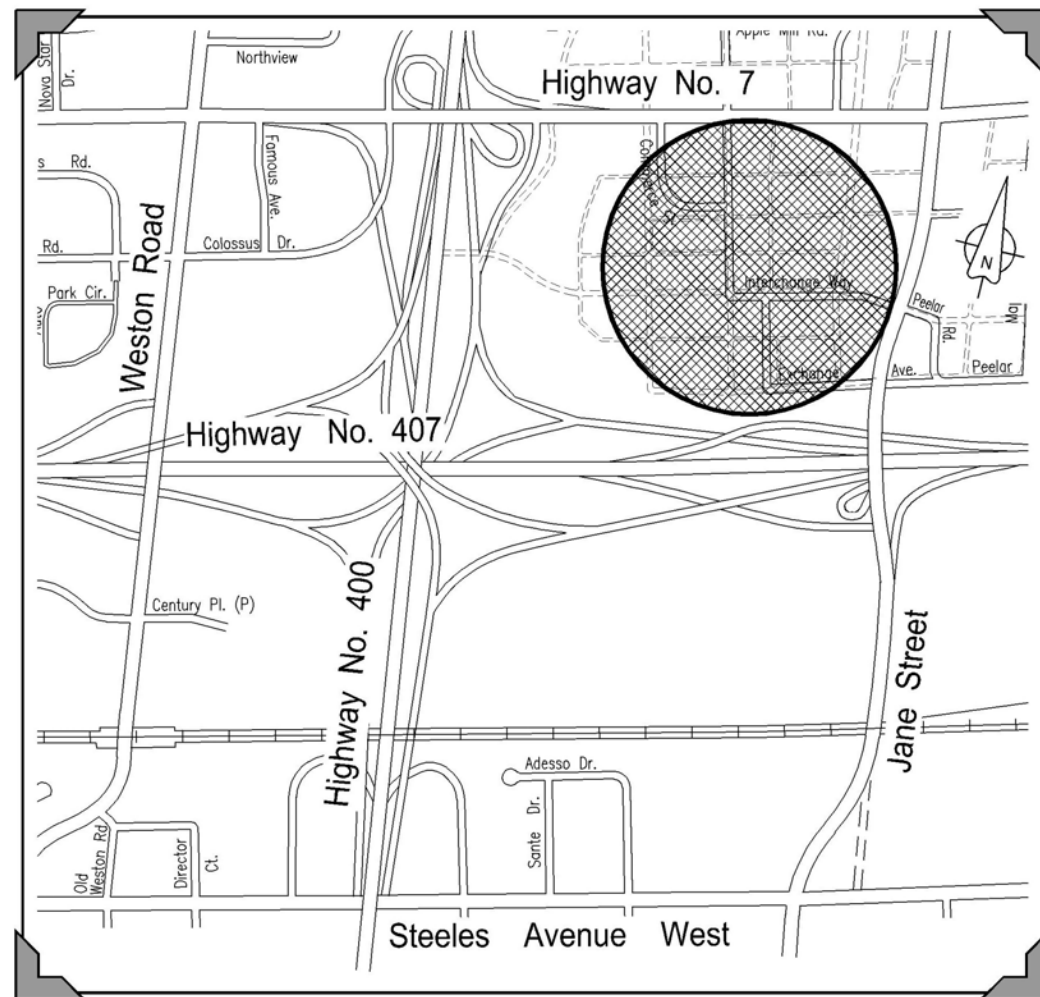 Apple Mill Rd.
Nova Star
Dr.
Northview
Highway No. 7
Famous Ave.
Commerce St.
s Rd.
Rd.
Colossus Dr.
Park Cir.
Weston Road
N
Interchange Way
Peelar
Rd.
Exchange Ave.
Peelar
Highway No. 407
Century Pl. (P)
Highway No. 400
Jane Street
Adesso Dr.
Sante Dr.
Old
Weston Rd
Director
Ct.
Steeles Avenue West